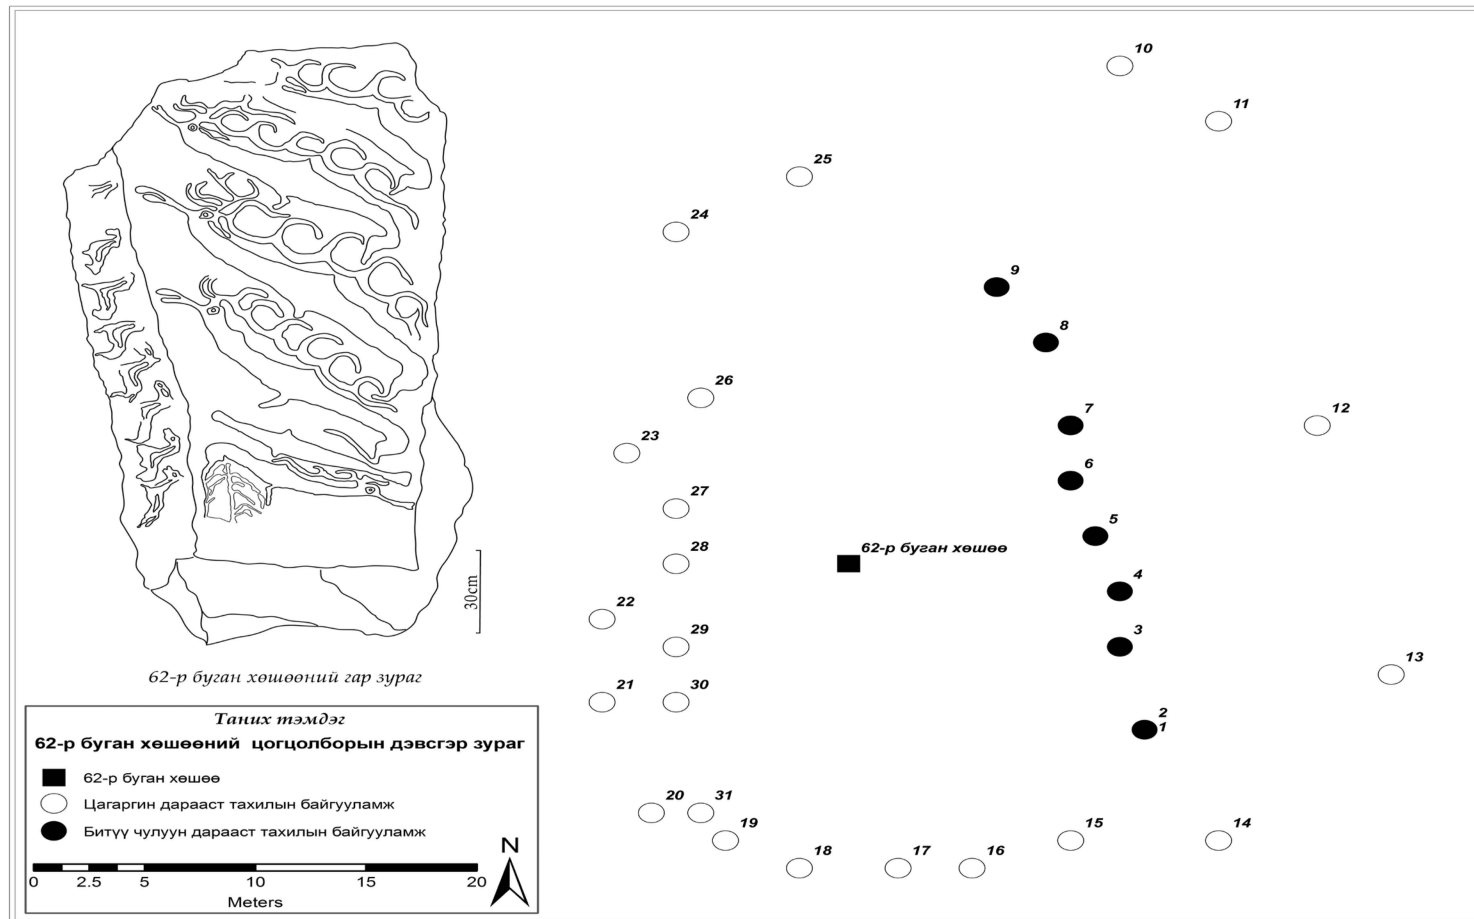 10
11
25
24
9
8
26
7
12
23
6
27
5
62-р буган хөшөө
28
4
22
29
3
13
21
30
2
1
20
31
19
15
14
18
17
16
30cm
62-р буган хөшөөний гар зураг
Таних тэмдэг
62-р буган хөшөөний цогцолборын дэвсгэр зураг
62-р буган хөшөө
Цагаргин дарааст тахилын байгууламж
Битүү чулуун дарааст тахилын байгууламж
N
0 2.5 5 10 15 20
Meters